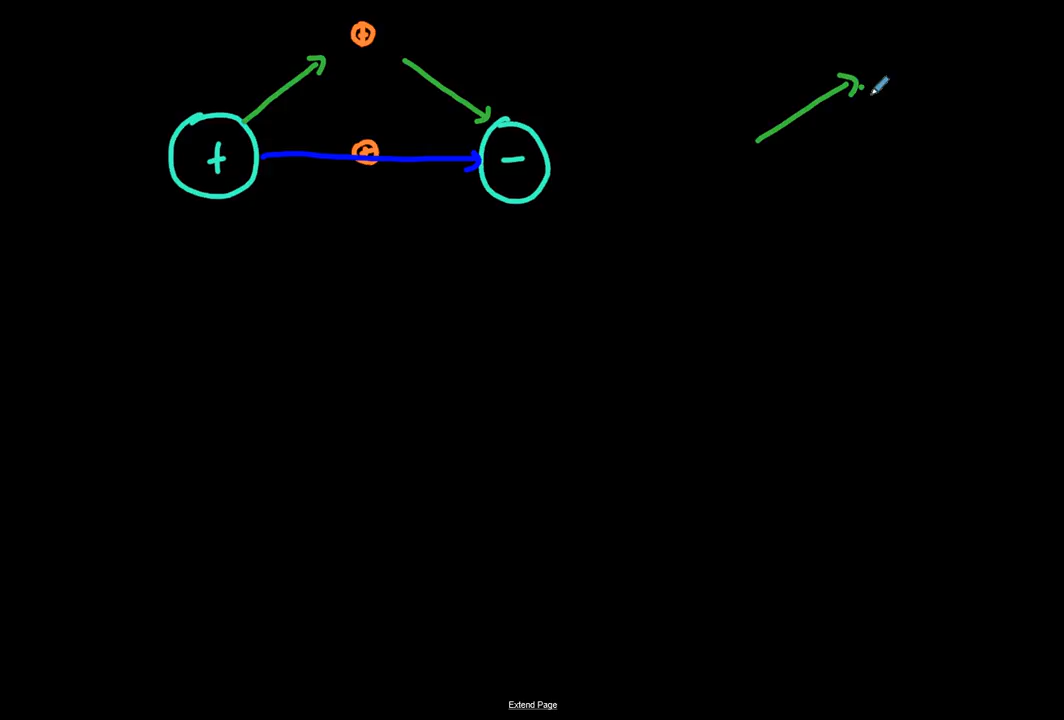 + + -
Extend Page